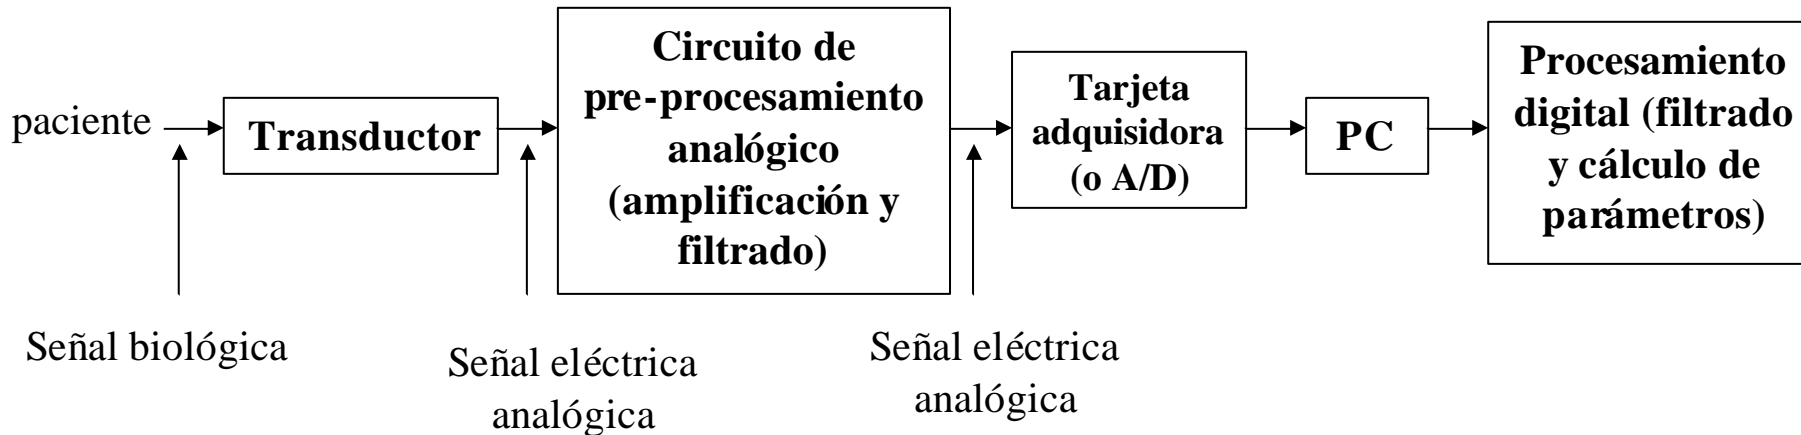 paciente
Transductor
Circuito de
pre-procesamiento
analógico
(amplificación y
filtrado)
Tarjeta
adquisidora
(o A/D)
PC
Procesamiento
digital (filtrado
y cálculo de
parámetros)
Señal biológica
Señal eléctrica
analógica
Señal eléctrica
analógica